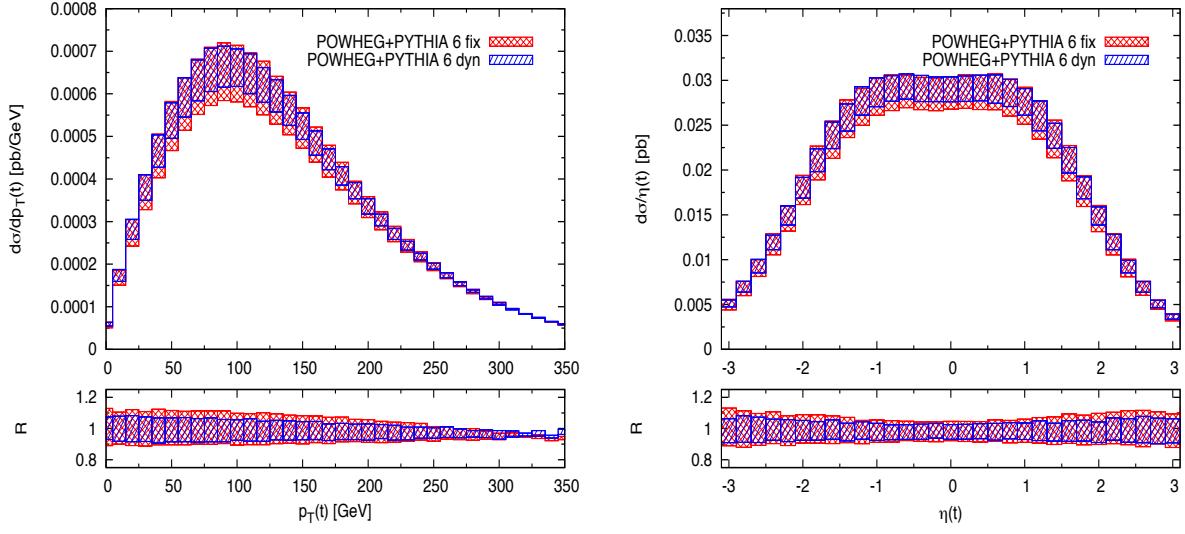 dσ/dp_T(t) [pb/GeV]
0.0007
0.0006
0.0005
0.0004
0.0003
0.0002
0.0001
0
POWHEG+PYTHIA 6 fix
POWHEG+PYTHIA 6 dyn
0 50 100 150 200 250 300 350
R
1.2
1
0.8
0 50 100 150 200 250 300 350
p_T(t) [GeV]
dσ/η(t) [pb]
0.035
0.03
0.025
0.02
0.015
0.01
0.005
0
POWHEG+PYTHIA 6 fix
POWHEG+PYTHIA 6 dyn
-3 -2 -1 0 1 2 3
R
1.2
1
0.8
-3 -2 -1 0 1 2 3
η(t)